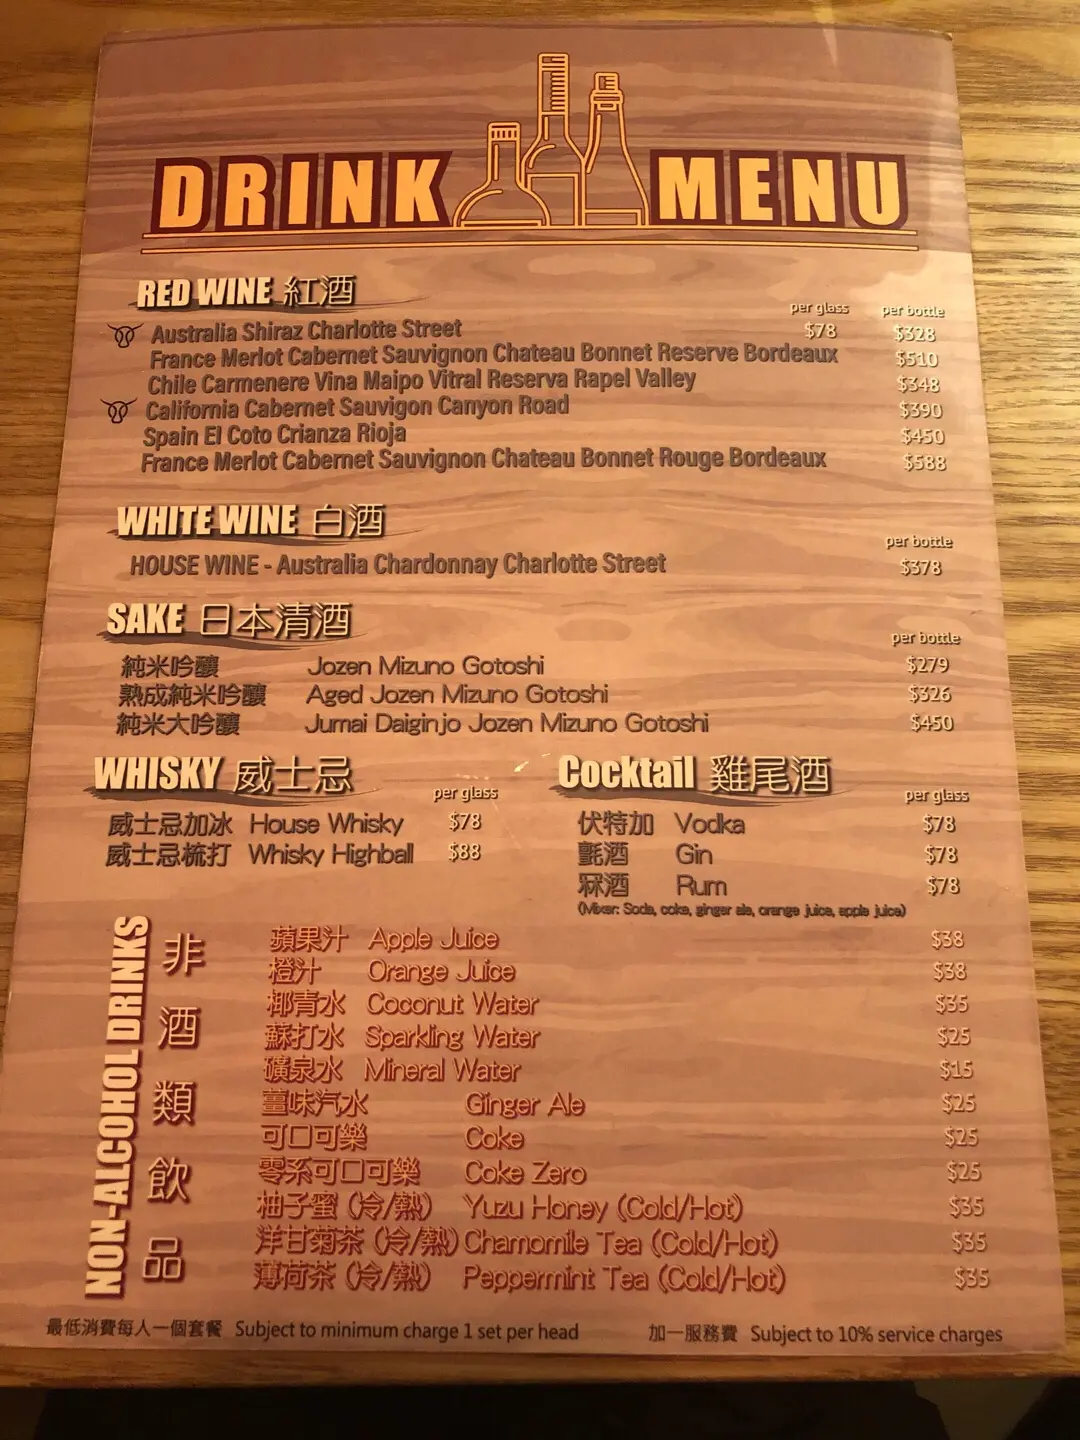 DRINK MENU
RED WINE 紅酒 per glass per bottle
Australia Shiraz Charlotte Street $78 $328
France Merlot Cabernet Sauvignon Chateau Bonnet Reserve Bordeaux $510
Chile Carmenere Vina Maipo Vitral Reserva Rapel Valley $348
California Cabernet Sauvigon Canyon Road $390
Spain El Coto Crianza Rioja $450
France Merlot Cabernet Sauvignon Chateau Bonnet Rouge Bordeaux $588
WHITE WINE 白酒 per bottle
HOUSE WINE - Australia Chardonnay Charlotte Street $378
SAKE 日本清酒 per bottle
純米吟釀 Jozen Mizuno Gotoshi $279
熟成純米吟釀 Aged Jozen Mizuno Gotoshi $326
純米大吟釀 Jumai Daiginjo Jozen Mizuno Gotoshi $450
WHISKY 威士忌 per glass
威士忌加冰 House Whisky $78
威士忌梳打 Whisky Highball $88
Cocktail 雞尾酒 per glass
伏特加 Vodka $78
氈酒 Gin $78
冧酒 Rum $78
(Mixer: Soda, coke, ginger ale, orange juice, apple juice)
NON-ALCOHOL DRINKS
非酒類飲品
蘋果汁 Apple Juice $38
橙汁 Orange Juice $38
椰青水 Coconut Water $35
蘇打水 Sparkling Water $25
礦泉水 Mineral Water $15
薑味汽水 Ginger Ale $25
可口可樂 Coke $25
零系可口可樂 Coke Zero $25
柚子蜜 (冷/熱) Yuzu Honey (Cold/Hot) $35
洋甘菊茶 (冷/熱) Chamomile Tea (Cold/Hot) $35
薄荷茶 (冷/熱) Peppermint Tea (Cold/Hot) $35
最低消費每人一個套餐 Subject to minimum charge 1 set per head 加一服務費 Subject to 10% service charges